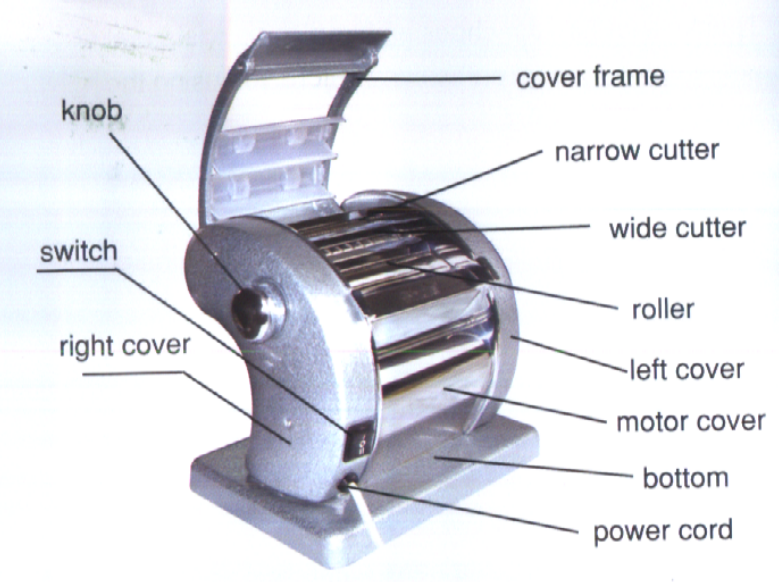 cover frame
knob
narrow cutter
wide cutter
switch
roller
right cover
left cover
motor cover
bottom
power cord